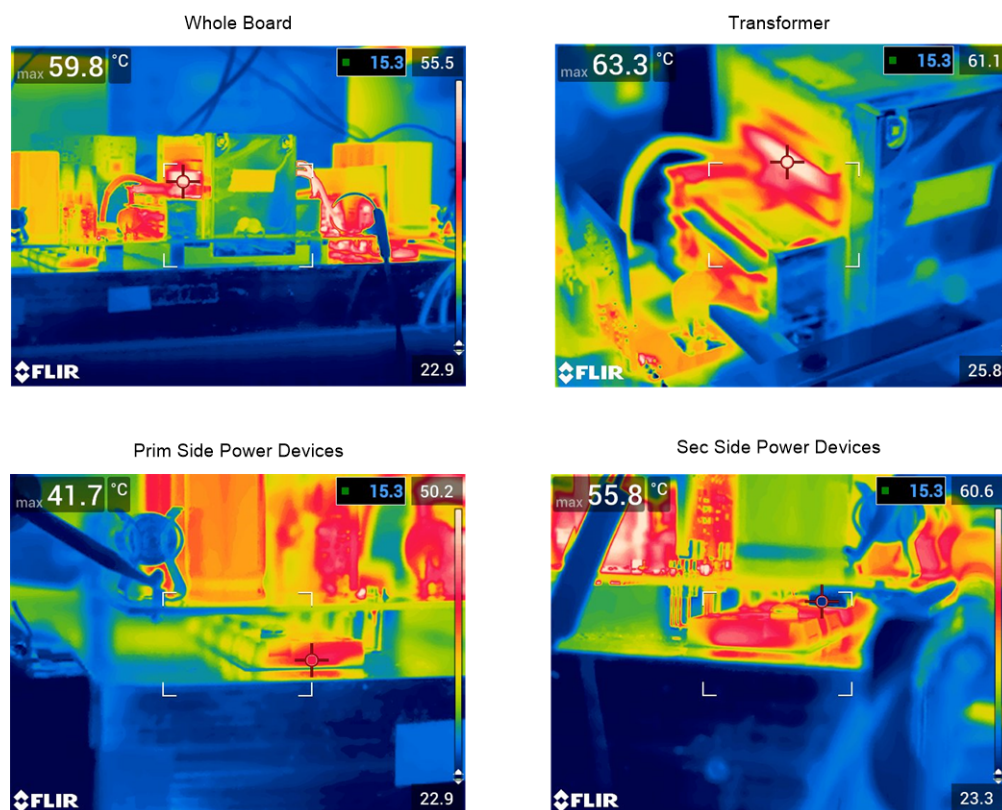 Whole Board
Transformer
max 59.8 °C
15.3
55.5
22.9
FLIR
max 63.3 °C
15.3
61.1
25.8
FLIR
Prim Side Power Devices
Sec Side Power Devices
max 41.7 °C
15.3
50.2
22.9
FLIR
max 55.8 °C
15.3
60.6
23.3
FLIR